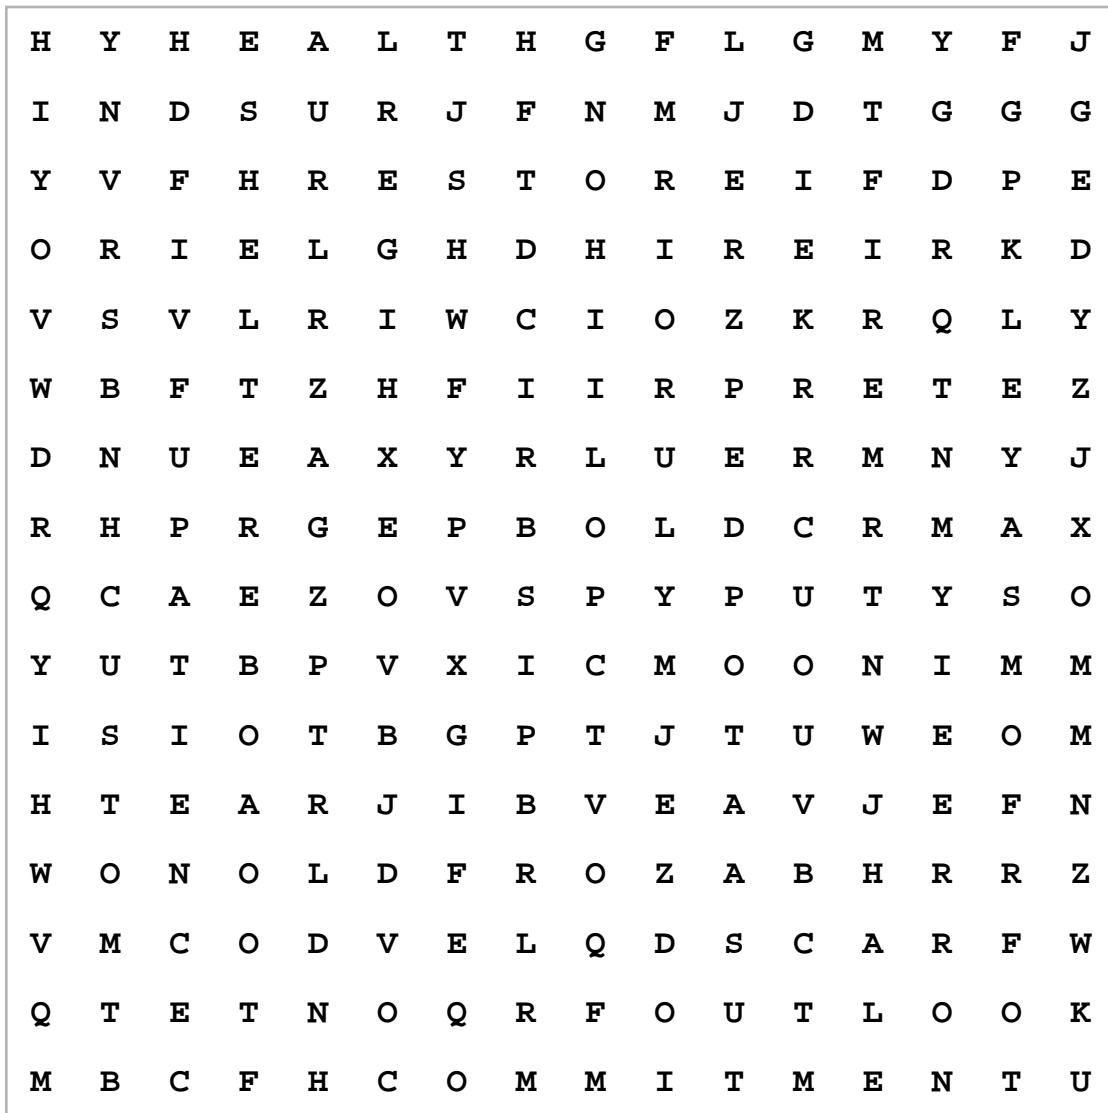 H Y H E A L T H G F L G M Y F J
I N D S U R J F N M J D T G G G
Y V F H R E S T O R E I F D P E
O R I E L G H D H I R E I R K D
V S V L R I W C I O Z K R Q L Y
W B F T Z H F I I R P R E T E Z
D N U E A X Y R L U E R M N Y J
R H P R G E P B O L D C R M A X
Q C A E Z O V S P Y P U T Y S O
Y U T B P V X I C M O O N I M M
I S I O T B G P T J T U W E O M
H T E A R J I B V E A V J E F N
W O N O L D F R O Z A B H R R Z
V M C O D V E L Q D S C A R F W
Q T E T N O Q R F O U T L O O K
M B C F H C O M M I T M E N T U